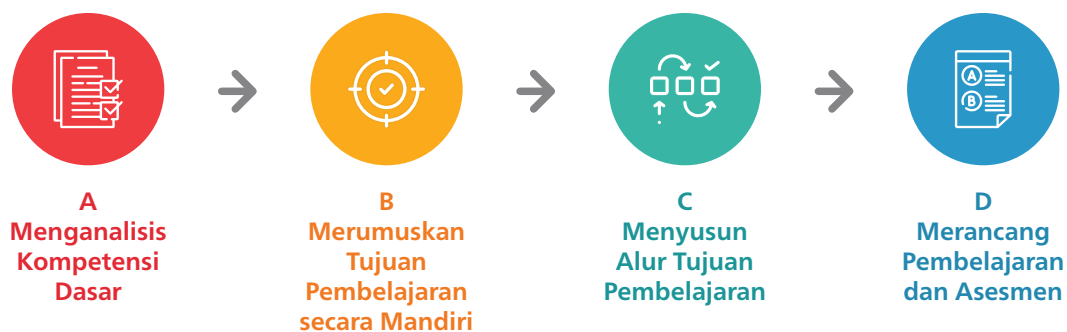 A
Menganalisis
Kompetensi
Dasar
B
Merumuskan
Tujuan
Pembelajaran
secara Mandiri
C
Menyusun
Alur Tujuan
Pembelajaran
D
Merancang
Pembelajaran
dan Asesmen
A
B